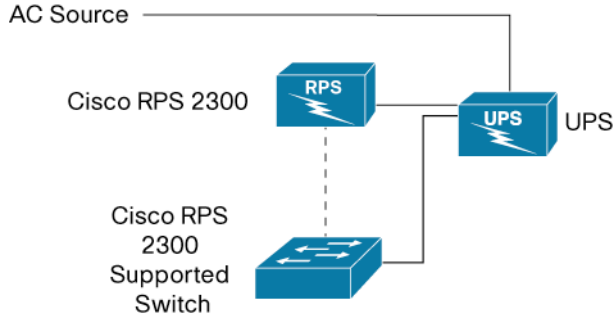 AC Source
RPS
Cisco RPS 2300
UPS
UPS
Cisco RPS
2300
Supported
Switch